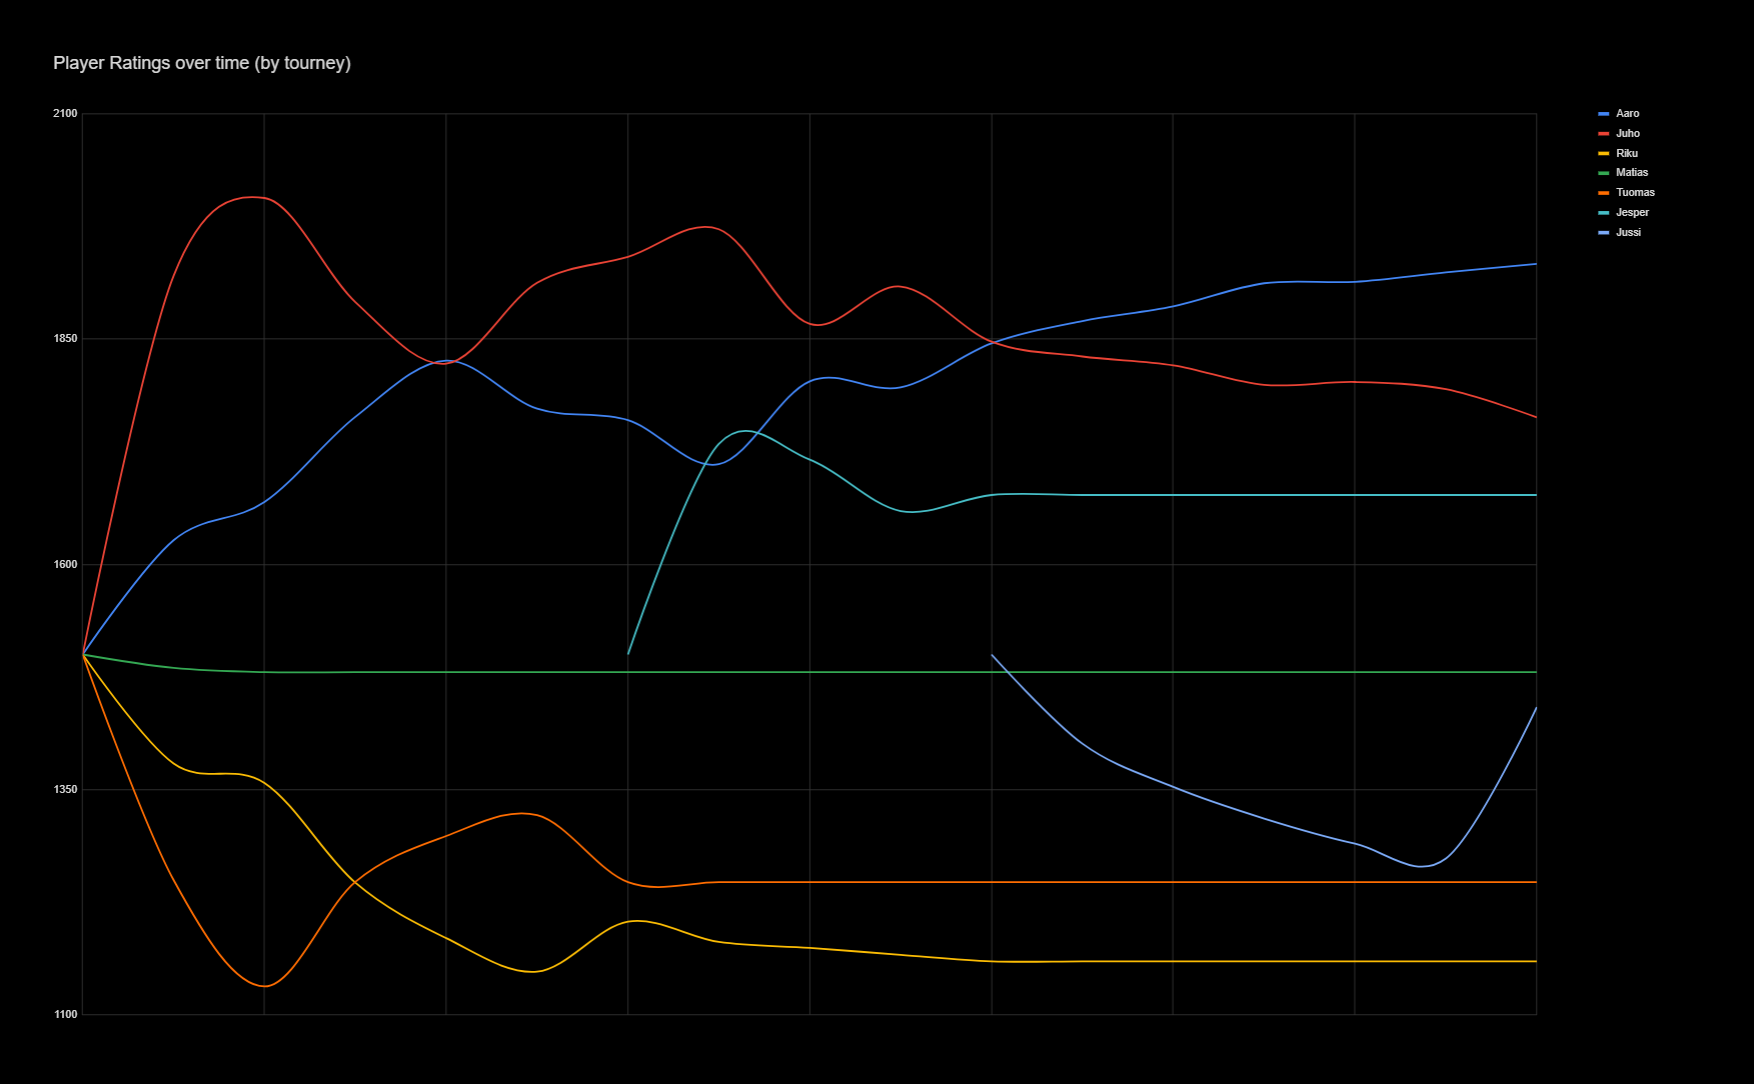 Player Ratings over time (by tourney)
2100
1850
1600
1350
1100
Aaro
Juho
Riku
Matias
Tuomas
Jesper
Jussi